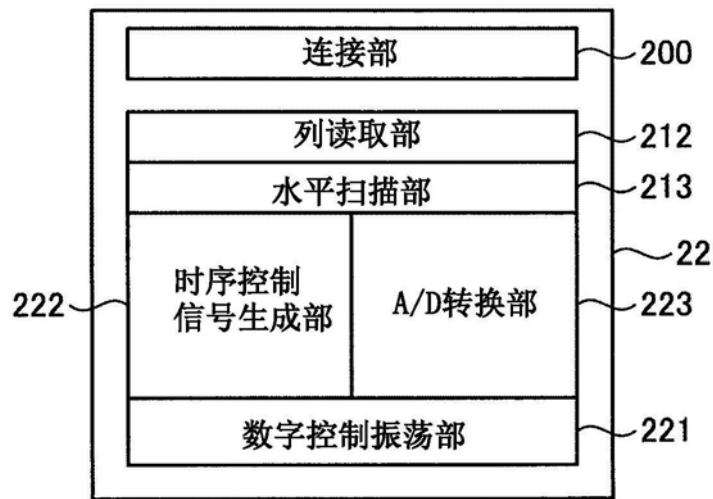 连接部
200
列读取部
212
水平扫描部
213
22
时序控制
信号生成部
222
A/D转换部
223
数字控制振荡部
221